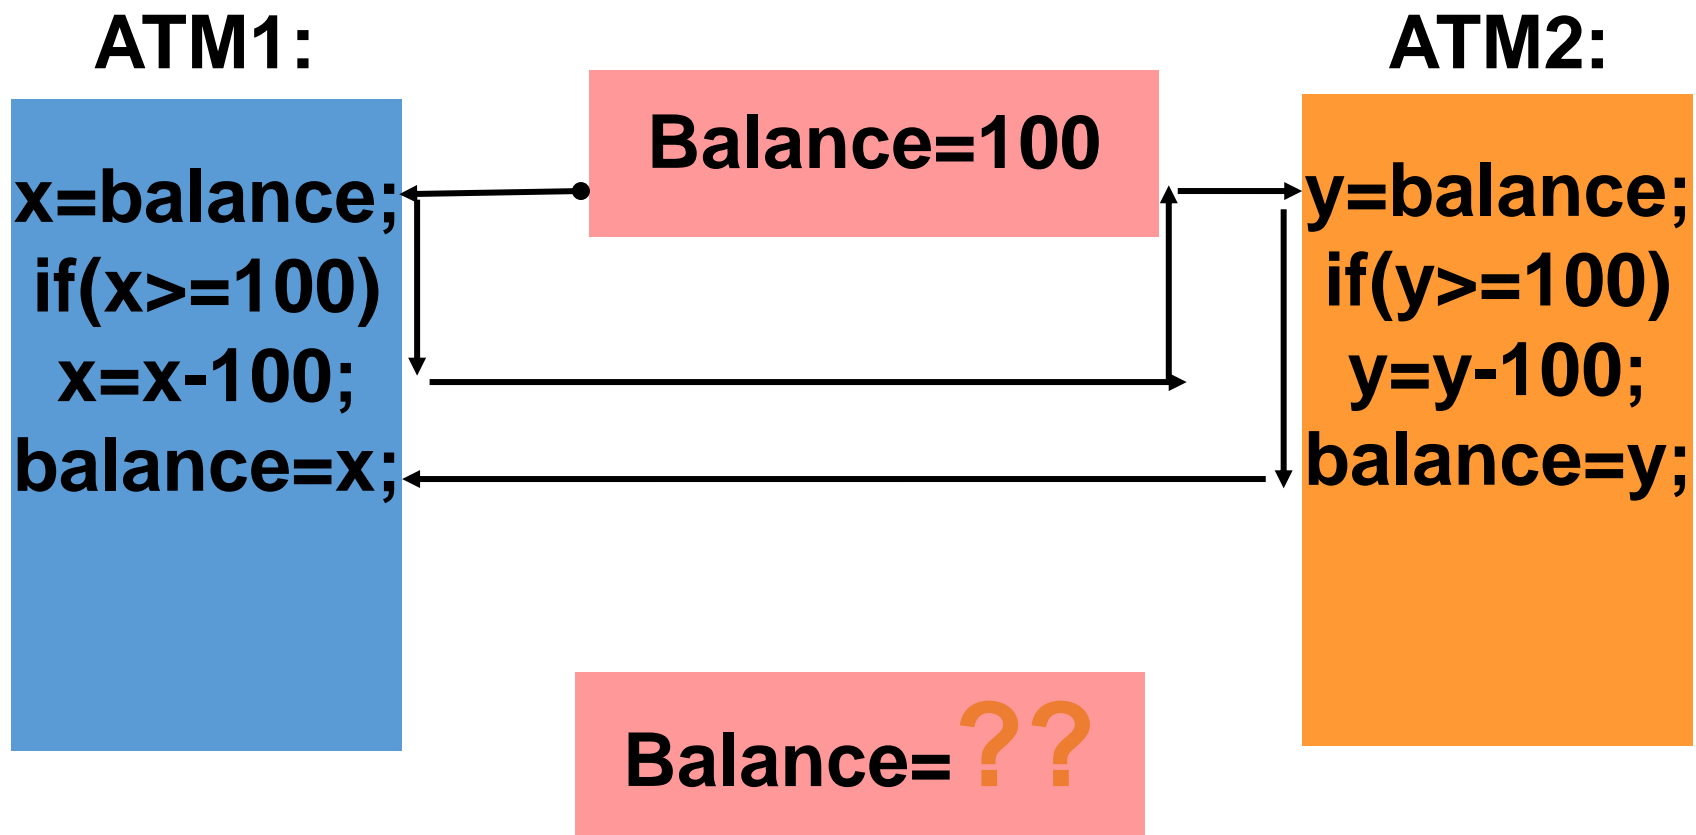 ATM1:
x=balance;
if(x>=100)
x=x-100;
balance=x;
Balance=100
ATM2:
y=balance;
if(y>=100)
y=y-100;
balance=y;
Balance=??